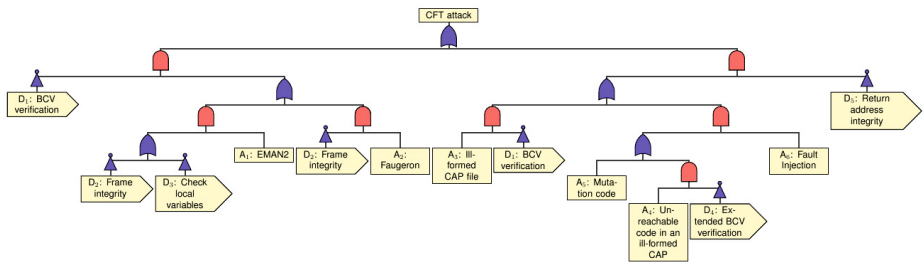 CFT attack
D₁: BCV
verification
D₅: Return
address
integrity
A₁: EMAN2
D₂: Frame
integrity
A₂:
Faugeron
A₃: Ill-
formed
CAP file
D₁: BCV
verification
A₆: Fault
Injection
D₂: Frame
integrity
D₃: Check
local
variables
A₅: Muta-
tion code
A₄: Un-
reachable
code in an
ill-formed
CAP
D₄: Ex-
tended BCV
verification